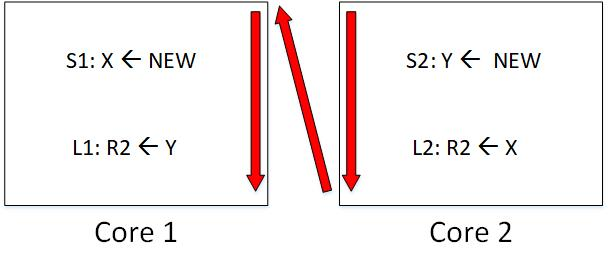 S1: X ← NEW
L1: R2 ← Y
Core 1
S2: Y ← NEW
L2: R2 ← X
Core 2